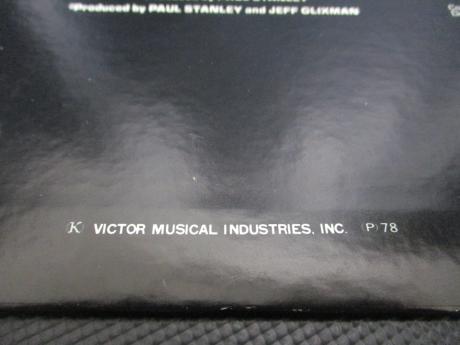 *Produced by PAUL STANLEY and JEFF GLIXMAN
(K) VICTOR MUSICAL INDUSTRIES, INC. (P)78